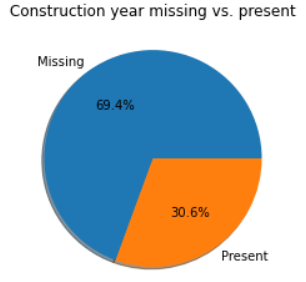 Construction year missing vs. present
Missing
69.4%
30.6%
Present